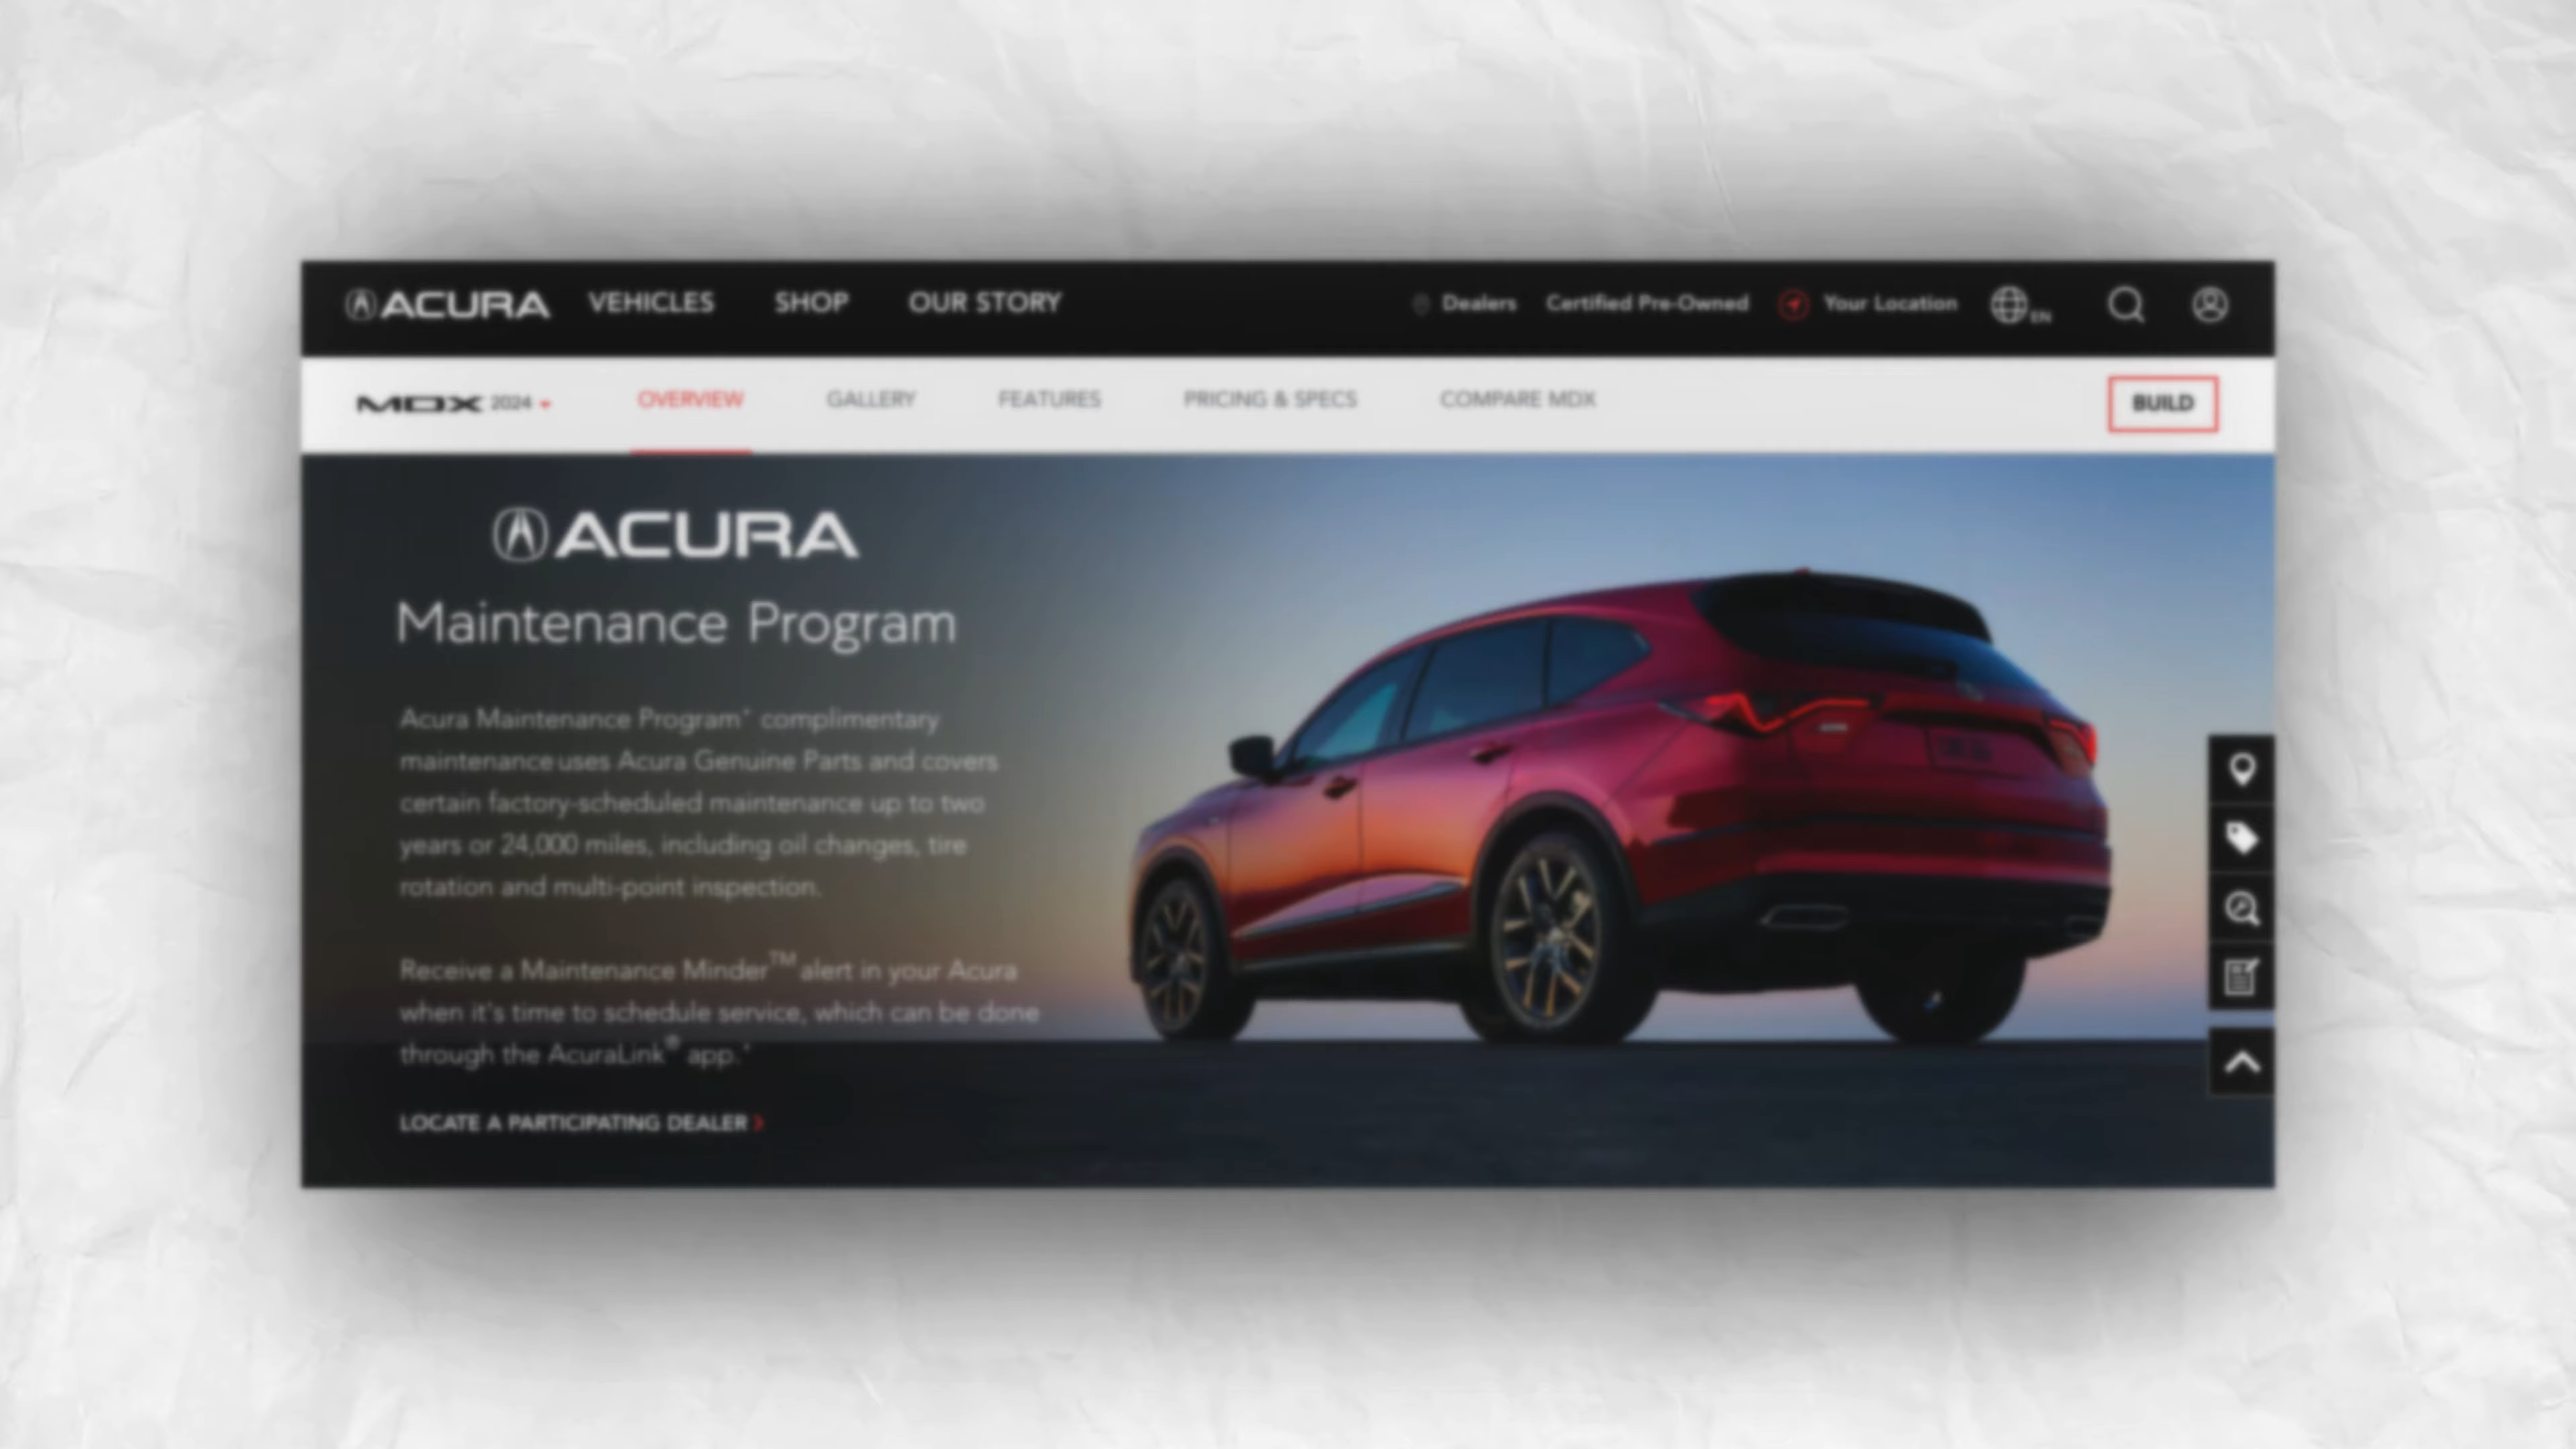 ACURA VEHICLES SHOP OUR STORY Dealers Certified Pre-Owned Your Location EN
MDX 2024 OVERVIEW GALLERY FEATURES PRICING & SPECS COMPARE MDX BUILD
ACURA
Maintenance Program
Acura Maintenance Program* complimentary
maintenance uses Acura Genuine Parts and covers
certain factory-scheduled maintenance up to two
years or 24,000 miles, including oil changes, tire
rotation and multi-point inspection.
Receive a Maintenance Minder™ alert in your Acura
when it's time to schedule service, which can be done
through the AcuraLink® app.*
LOCATE A PARTICIPATING DEALER